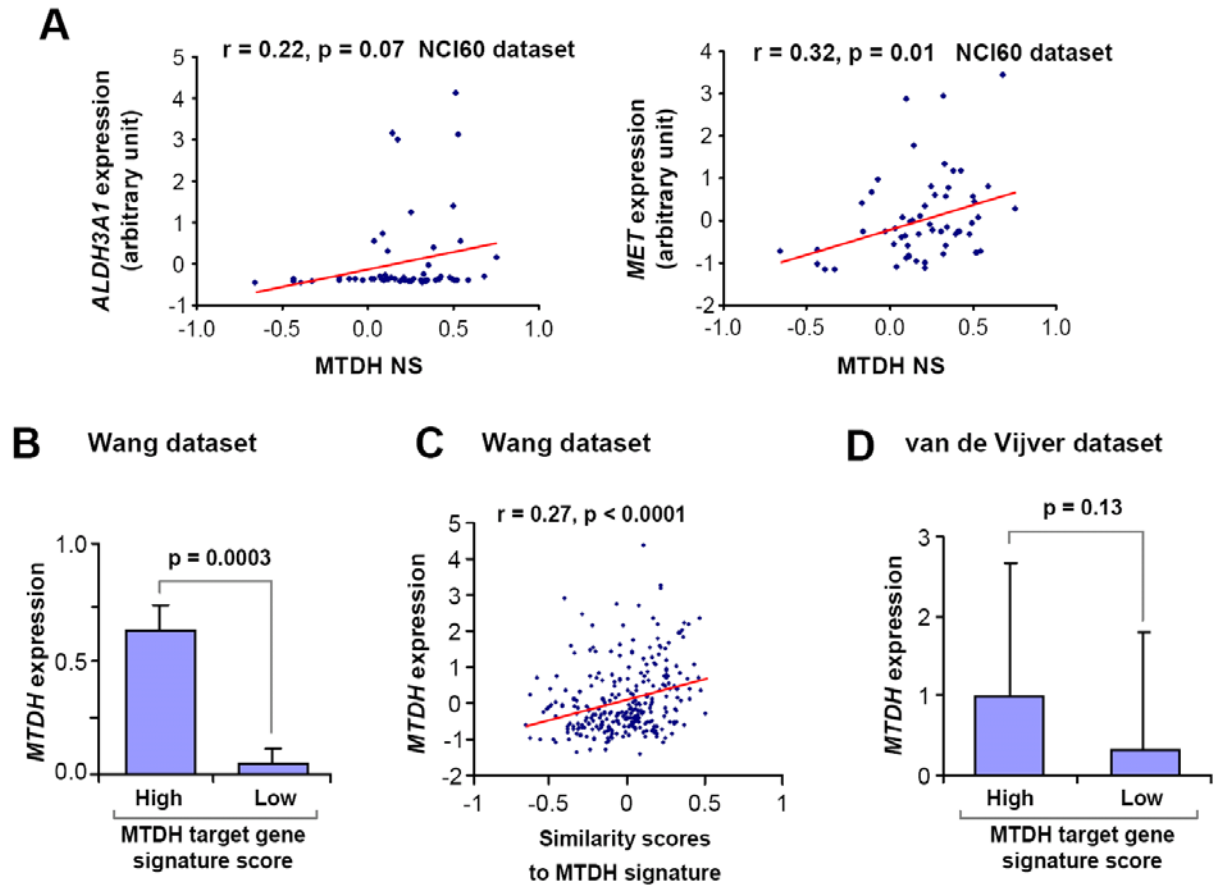 A
r = 0.22, p = 0.07 NCI60 dataset
ALDH3A1 expression
(arbitrary unit)
5
4
3
2
1
0
-1
-1.0 -0.5 0.0 0.5 1.0
MTDH NS
r = 0.32, p = 0.01 NCI60 dataset
MET expression
(arbitrary unit)
4
3
2
1
0
-1
-2
-1.0 -0.5 0.0 0.5 1.0
MTDH NS
B Wang dataset
p = 0.0003
MTDH expression
1.0
0.5
0.0
High Low
MTDH target gene
signature score
C Wang dataset
r = 0.27, p < 0.0001
MTDH expression
5
4
3
2
1
0
-1
-2
-1 -0.5 0 0.5 1
Similarity scores
to MTDH signature
D van de Vijver dataset
p = 0.13
MTDH expression
3
2
1
0
High Low
MTDH target gene
signature score